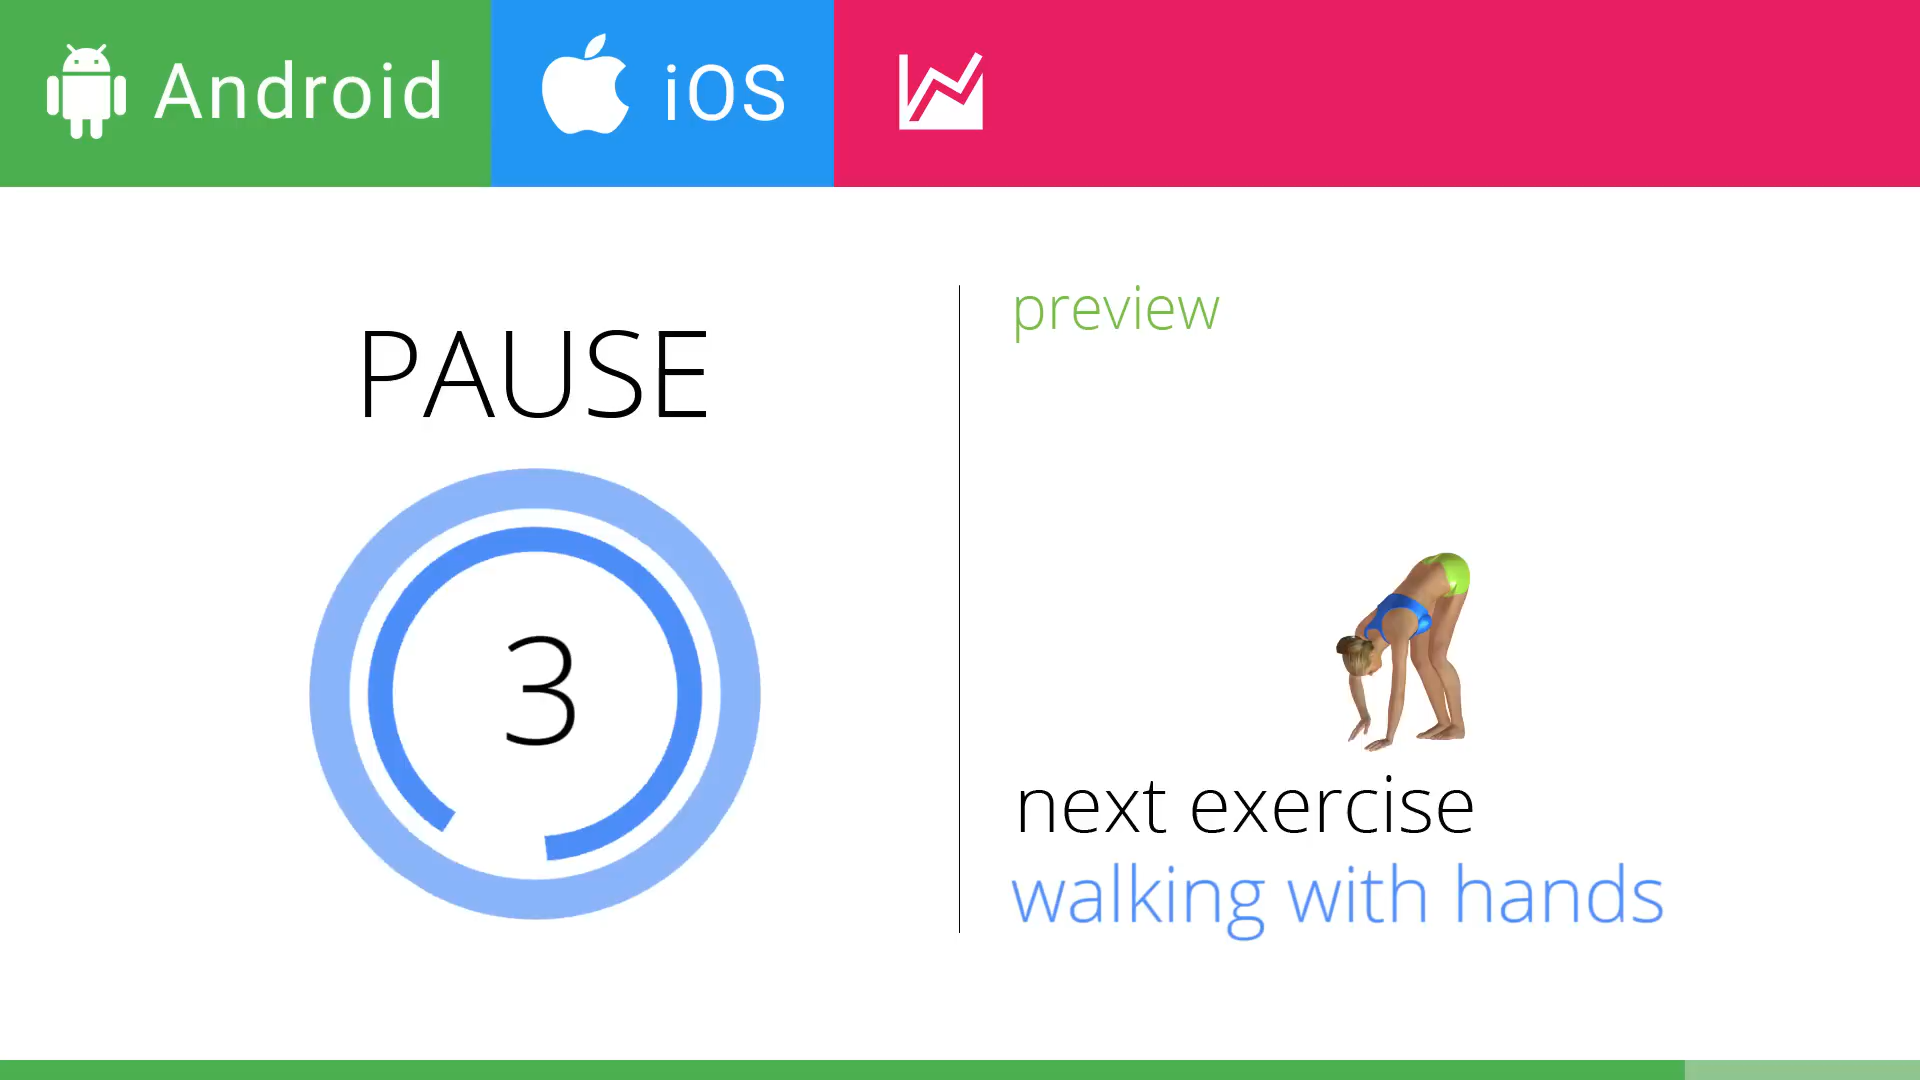 Android
iOS
PAUSE
3
preview
next exercise
walking with hands